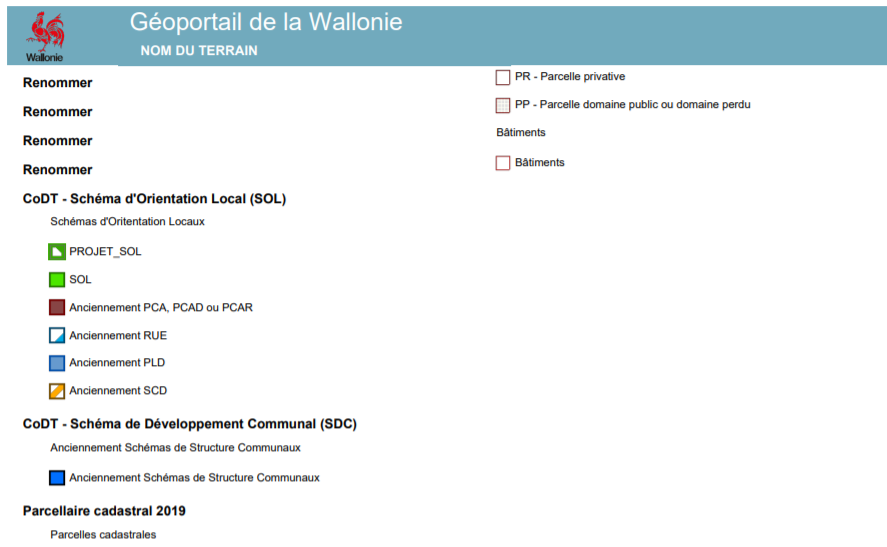 Géoportail de la Wallonie
NOM DU TERRAIN
Wallonie
Renommer
Renommer
Renommer
Renommer
CoDT - Schéma d'Orientation Local (SOL)
Schémas d'Oritentation Locaux
PROJET_SOL
SOL
Anciennement PCA, PCAD ou PCAR
Anciennement RUE
Anciennement PLD
Anciennement SCD
CoDT - Schéma de Développement Communal (SDC)
Anciennement Schémas de Structure Communaux
Anciennement Schémas de Structure Communaux
Parcellaire cadastral 2019
Parcelles cadastrales
PR - Parcelle privative
PP - Parcelle domaine public ou domaine perdu
Bâtiments
Bâtiments